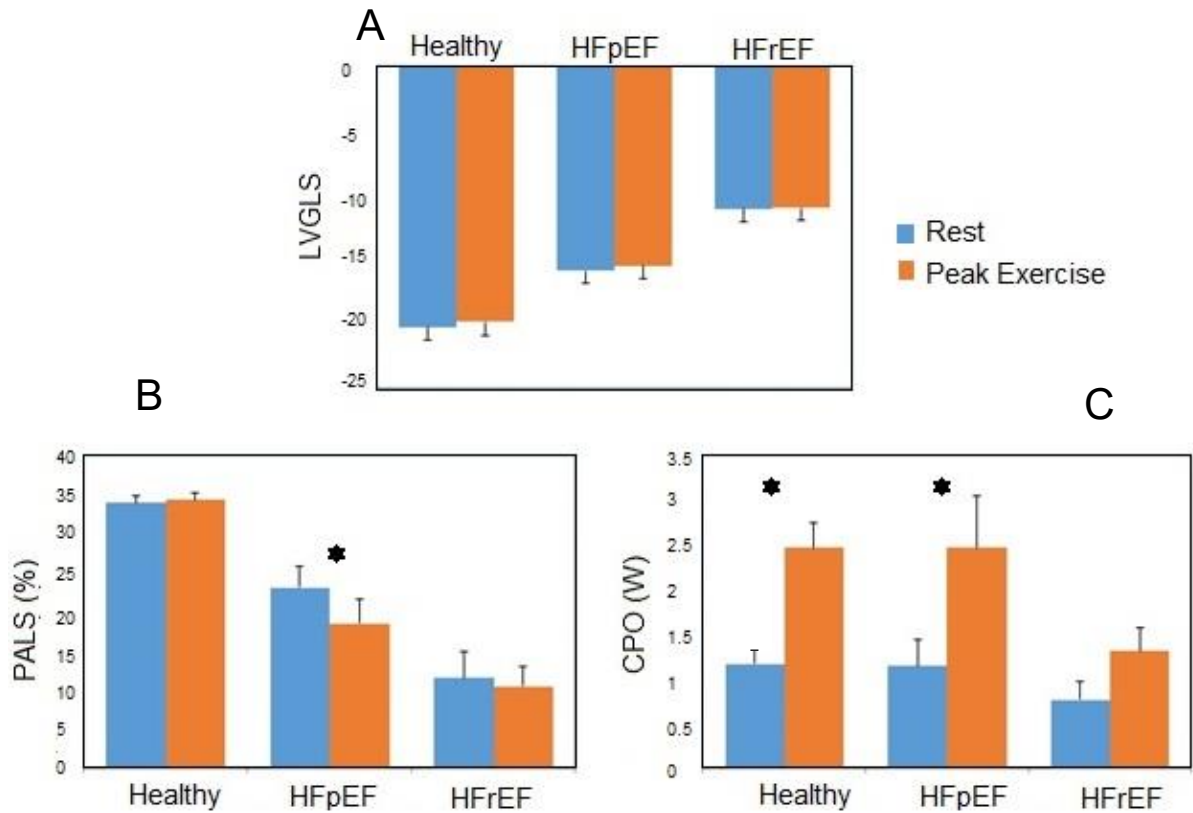 A
Healthy HFpEF HFrEF
0
-5
-10
-15
-20
-25
LVGLS
Rest
Peak Exercise
B
40
35
30
25
20
15
10
5
0
PALS (%)
Healthy HFpEF HFrEF
C
3.5
3
2.5
2
1.5
1
0.5
0
CPO (W)
Healthy HFpEF HFrEF